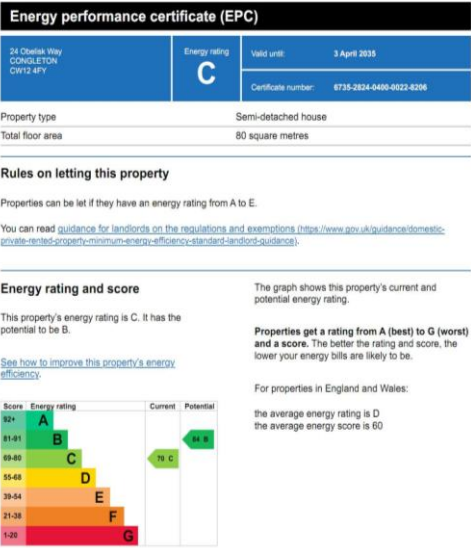 Energy performance certificate (EPC)
24 Obelisk Way
CONGLETON
CW12 4FY
Energy rating
C
Valid until:
3 April 2035
Certificate number:
6735-2824-0400-0022-8206
Property type
Semi-detached house
Total floor area
80 square metres
Rules on letting this property
Properties can be let if they have an energy rating from A to E.
You can read guidance for landlords on the regulations and exemptions (https://www.gov.uk/guidance/domestic-
private-rented-property-minimum-energy-efficiency-standard-landlord-guidance).
Energy rating and score
This property's energy rating is C. It has the
potential to be B.
See how to improve this property's energy
efficiency.
Score Energy rating Current Potential
92+ A
81-91 B 84 B
69-80 C 70 C
55-68 D
39-54 E
21-38 F
1-20 G
The graph shows this property's current and
potential energy rating.
Properties get a rating from A (best) to G (worst)
and a score. The better the rating and score, the
lower your energy bills are likely to be.
For properties in England and Wales:
the average energy rating is D
the average energy score is 60